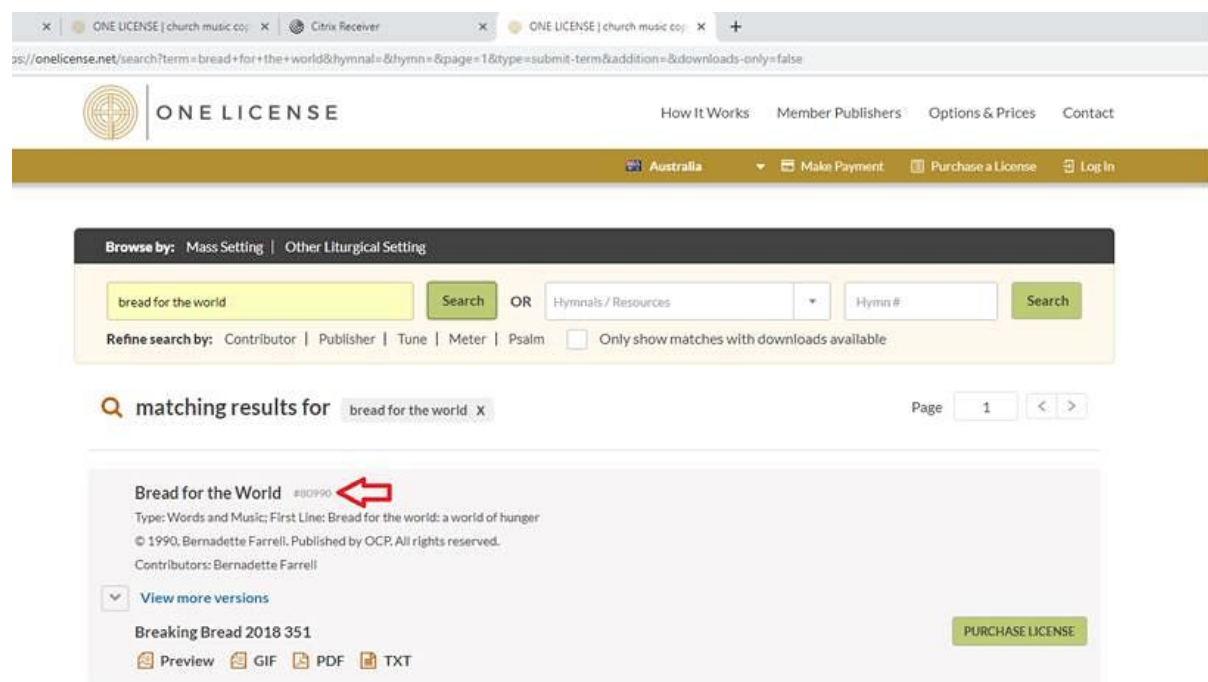 ONE LICENSE | church music cop
Citrix Receiver
ONE LICENSE | church music cop
ps://onelicense.net/search?term=bread+for+the+world&hymnal=&hymn=&page=1&type=submit-term&addition=&downloads-only=false
ONE LICENSE
How It Works Member Publishers Options & Prices Contact
Australia Make Payment Purchase a License Log In
Browse by: Mass Setting | Other Liturgical Setting
bread for the world Search OR Hymnals / Resources Hymn # Search
Refine search by: Contributor | Publisher | Tune | Meter | Psalm Only show matches with downloads available
matching results for bread for the world X Page 1 < >
Bread for the World #80990
Type: Words and Music; First Line: Bread for the world: a world of hunger
© 1990, Bernadette Farrell. Published by OCP. All rights reserved.
Contributors: Bernadette Farrell
View more versions
Breaking Bread 2018 351
PURCHASE LICENSE
Preview GIF PDF TXT